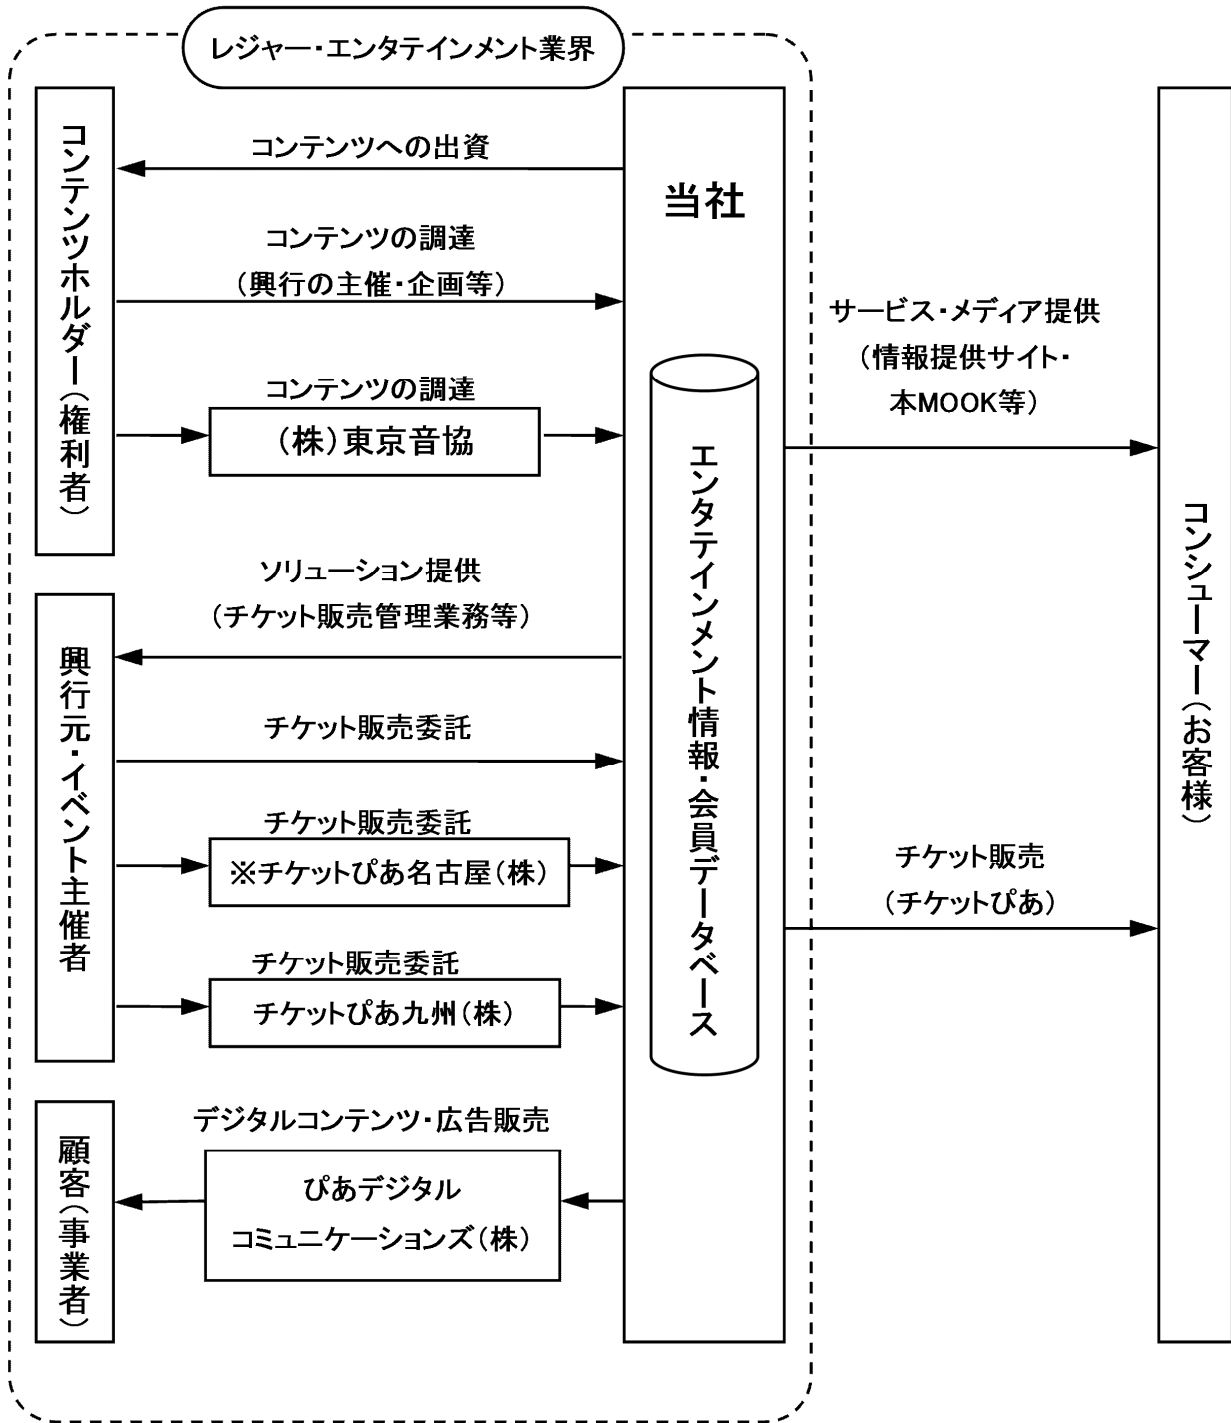 レジャー・エンタテインメント業界
コンテンツホルダー（権利者）
コンテンツへの出資
当社
コンテンツの調達
（興行の主催・企画等）
コンテンツの調達
（株）東京音協
エンタテインメント情報・会員データベース
サービス・メディア提供
（情報提供サイト・
本MOOK等）
コンシューマー（お客様）
興行元・イベント主催者
ソリューション提供
（チケット販売管理業務等）
チケット販売委託
チケット販売委託
※チケットぴあ名古屋（株）
チケット販売委託
チケットぴあ九州（株）
チケット販売
（チケットぴあ）
顧客（事業者）
デジタルコンテンツ・広告販売
ぴあデジタル
コミュニケーションズ（株）